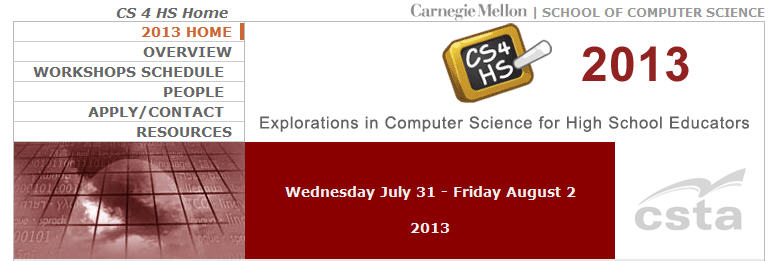 CS 4 HS Home
Carnegie Mellon | SCHOOL OF COMPUTER SCIENCE
2013 HOME
OVERVIEW
WORKSHOPS SCHEDULE
PEOPLE
APPLY/CONTACT
RESOURCES
CS4
HS
2013
Explorations in Computer Science for High School Educators
Wednesday July 31 - Friday August 2
2013
csta